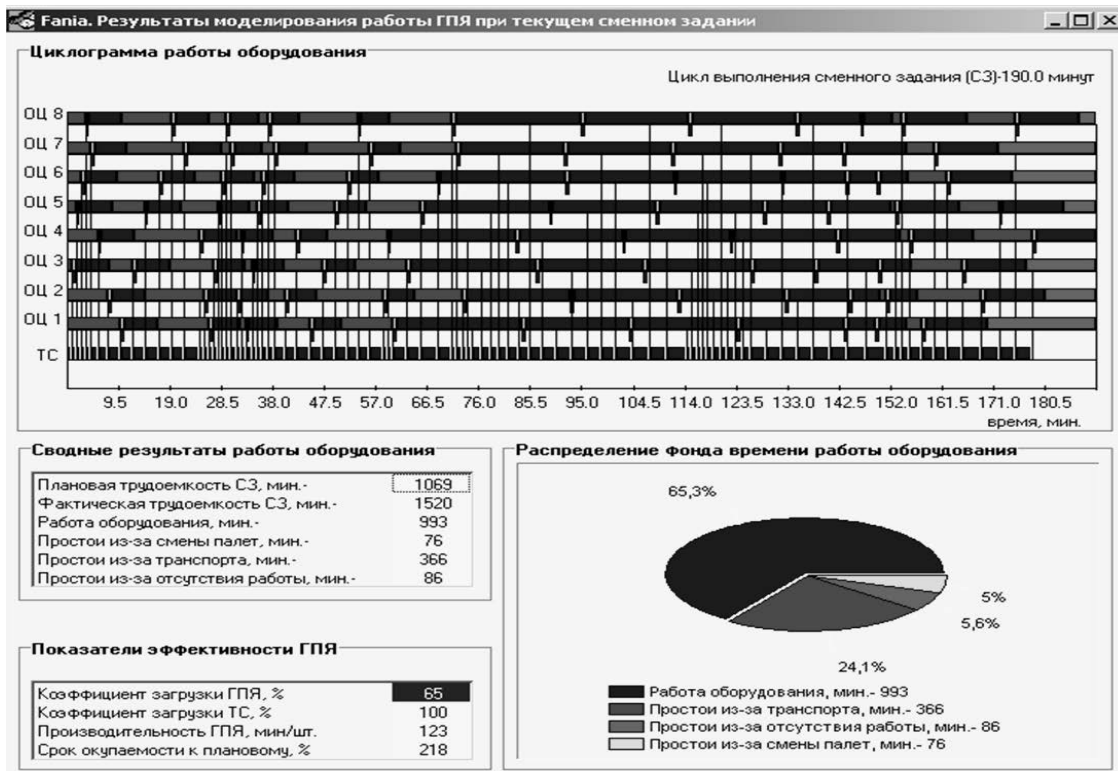 Fania. Результаты моделирования работы ГПЯ при текущем сменном задании
Циклограмма работы оборудования
Цикл выполнения сменного задания (СЗ)-190.0 минут
ОЦ 8
ОЦ 7
ОЦ 6
ОЦ 5
ОЦ 4
ОЦ 3
ОЦ 2
ОЦ 1
ТС
9.5 19.0 28.5 38.0 47.5 57.0 66.5 76.0 85.5 95.0 104.5 114.0 123.5 133.0 142.5 152.0 161.5 171.0 180.5
время, мин.
Сводные результаты работы оборудования
Плановая трудоемкость СЗ, мин.- 1069
Фактическая трудоемкость СЗ, мин.- 1520
Работа оборудования, мин.- 993
Простои из-за смены палет, мин.- 76
Простои из-за транспорта, мин.- 366
Простои из-за отсутствия работы, мин.- 86
Показатели эффективности ГПЯ
Коэффициент загрузки ГПЯ, % 65
Коэффициент загрузки ТС, % 100
Производительность ГПЯ, мин/шт. 123
Срок окупаемости к плановому, % 218
Распределение фонда времени работы оборудования
65,3%
5%
5,6%
24,1%
Работа оборудования, мин.- 993
Простои из-за транспорта, мин.- 366
Простои из-за отсутствия работы, мин.- 86
Простои из-за смены палет, мин.- 76